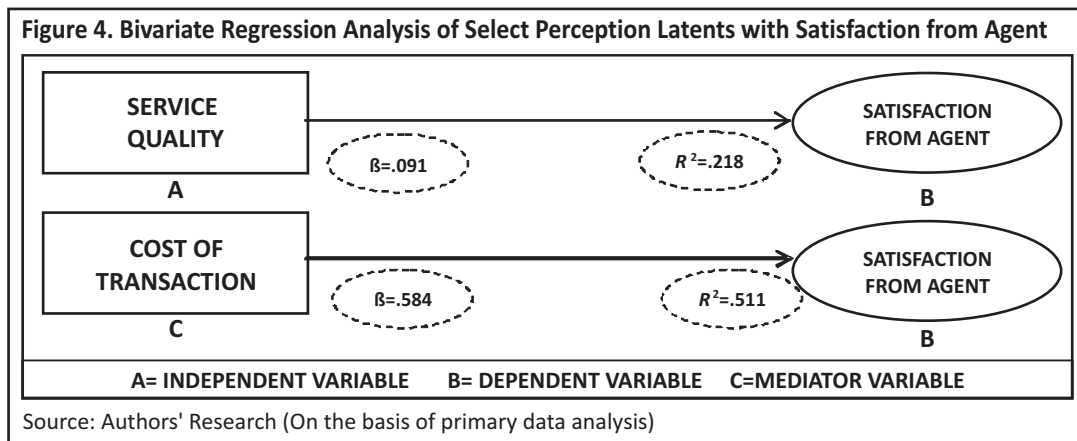 Figure 4. Bivariate Regression Analysis of Select Perception Latents with Satisfaction from Agent
SERVICE
QUALITY
A
ß=.091
R²=.218
SATISFACTION
FROM AGENT
B
COST OF
TRANSACTION
C
ß=.584
R²=.511
SATISFACTION
FROM AGENT
B
A= INDEPENDENT VARIABLE B= DEPENDENT VARIABLE C=MEDIATOR VARIABLE
Source: Authors' Research (On the basis of primary data analysis)